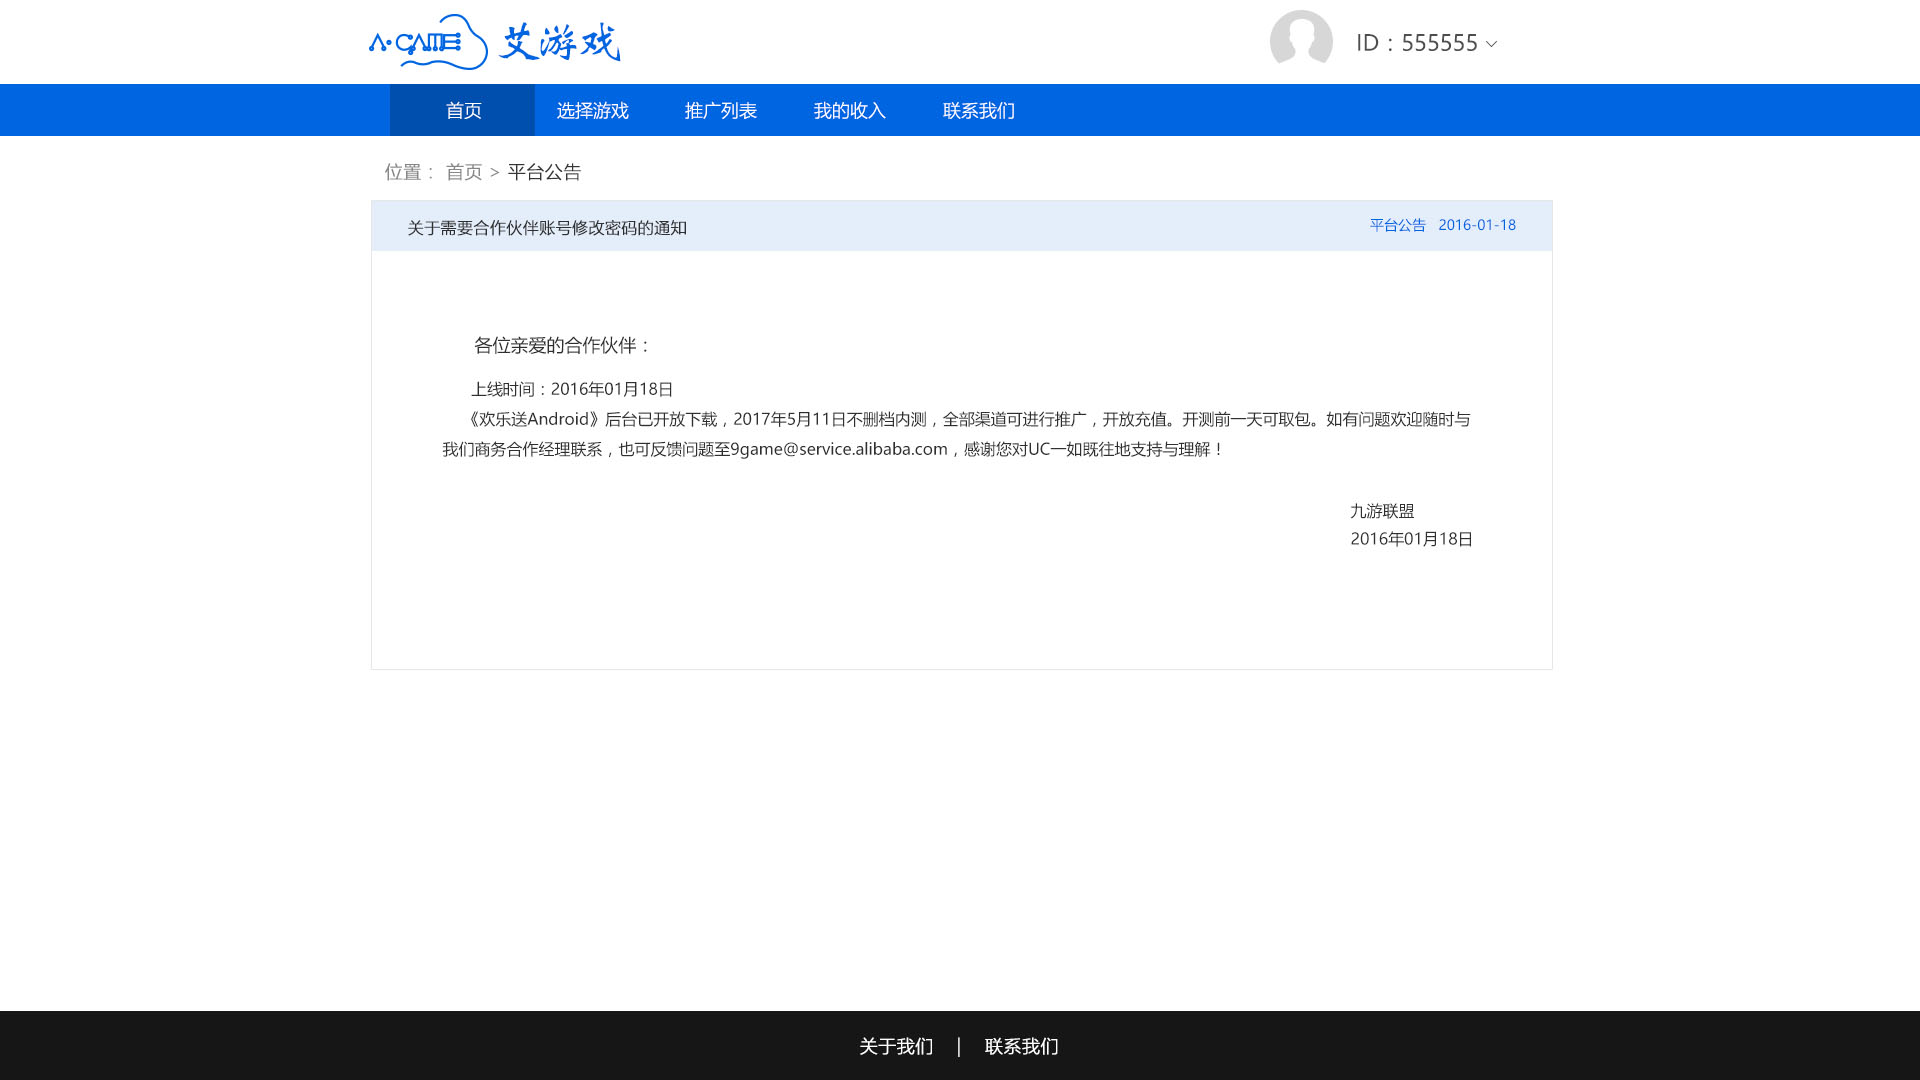 A·GAME 艾游戏
ID：555555
首页 选择游戏 推广列表 我的收入 联系我们
位置： 首页 > 平台公告
关于需要合作伙伴账号修改密码的通知 平台公告 2016-01-18
各位亲爱的合作伙伴：
上线时间：2016年01月18日
《欢乐送Android》后台已开放下载，2017年5月11日不删档内测，全部渠道可进行推广，开放充值。开测前一天可取包。如有问题欢迎随时与
我们商务合作经理联系，也可反馈问题至9game@service.alibaba.com，感谢您对UC一如既往地支持与理解！
九游联盟
2016年01月18日
关于我们 | 联系我们